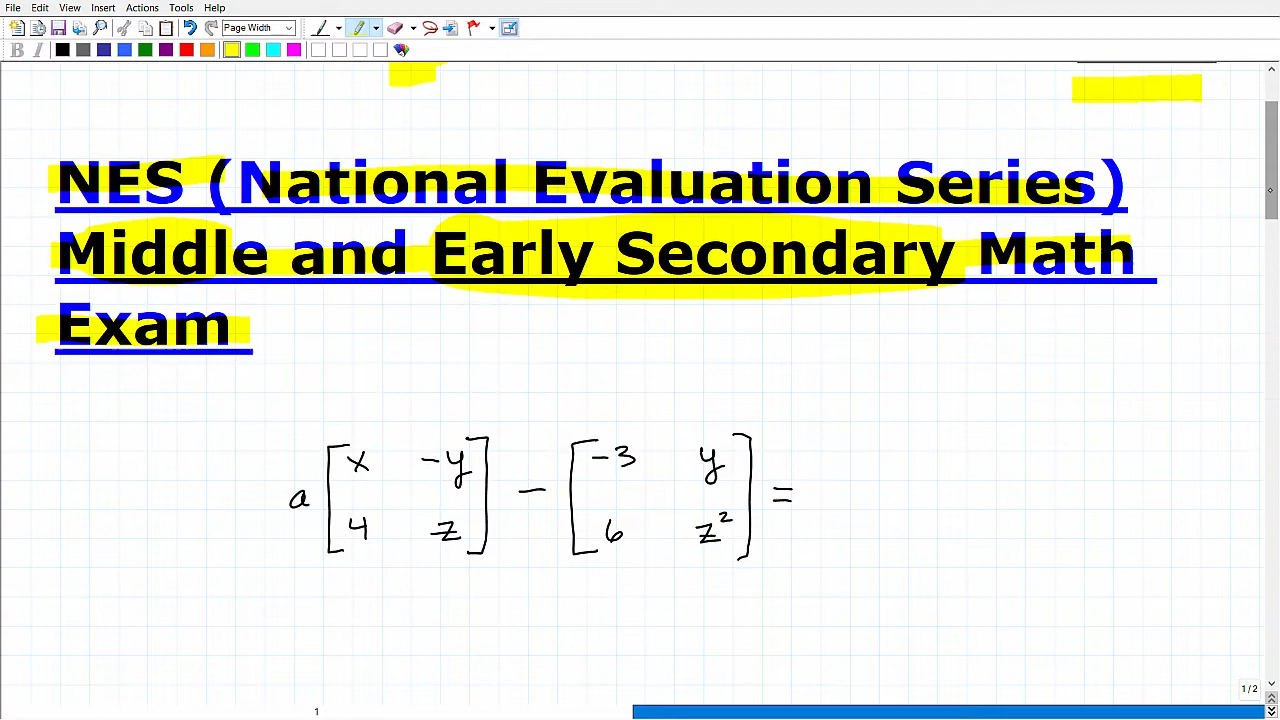 File Edit View Insert Actions Tools Help
Page Width
B I
NES (National Evaluation Series)
Middle and Early Secondary Math
Exam
a [x -y] - [-3 y] =
[4 z] [6 z²]
1/2
1